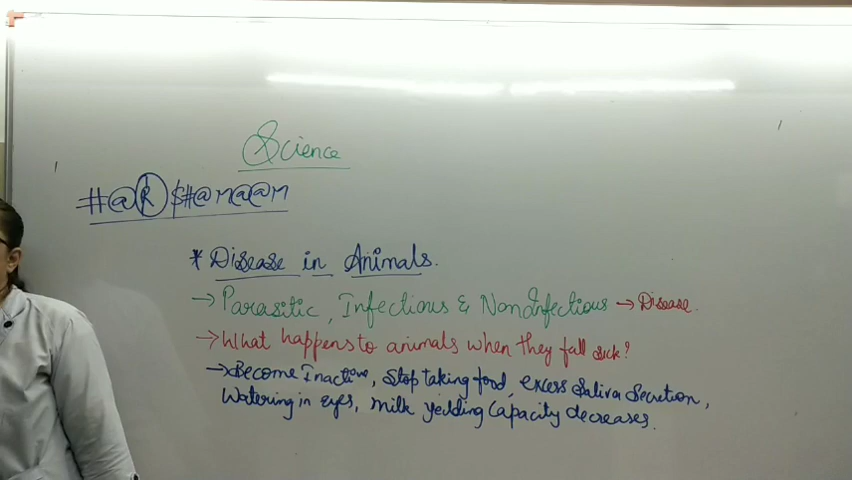 Science
#@R$#@M@@M
* Disease in Animals.
→ Parasitic, Infectious & NonInfectious → Disease.
→ What happens to animals when they fall sick?
→ Become Inactive, Stop taking food, excess Saliva Secretion,
Watering in eyes, Milk yielding Capacity decreases.